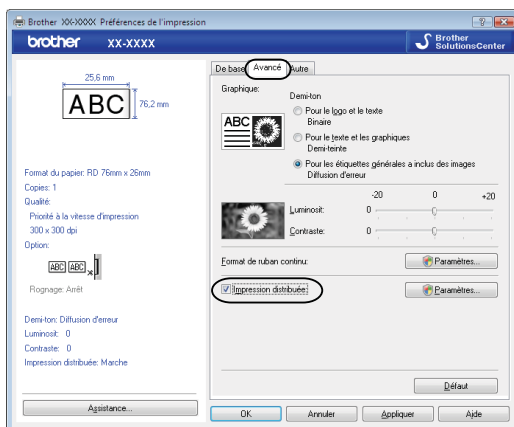 Brother XX-XXXX Préférences de l'impression
brother XX-XXXX
Brother
SolutionsCenter
25,6 mm
ABC
76,2 mm
Format du papier: RD 76mm x 26mm
Copies: 1
Qualité:
Priorité à la vitesse d'impression
300 x 300 dpi
Option:
ABC ABC
Rognage: Arrêt
Demi-ton: Diffusion d'erreur
Luminosit: 0
Contraste: 0
Impression distribuée: Marche
Assistance...
De base Avancé Autre
Graphique:
ABC
Demi-ton
Pour le logo et le texte
Binaire
Pour le texte et les graphiques
Demi-teinte
Pour les étiquettes générales a inclus des images
Diffusion d'erreur
-20 0 +20
Luminosit: 0
Contraste: 0
Format de ruban continu: Paramètres...
Impression distribuée: Paramètres...
Défaut
OK Annuler Appliquer Aide